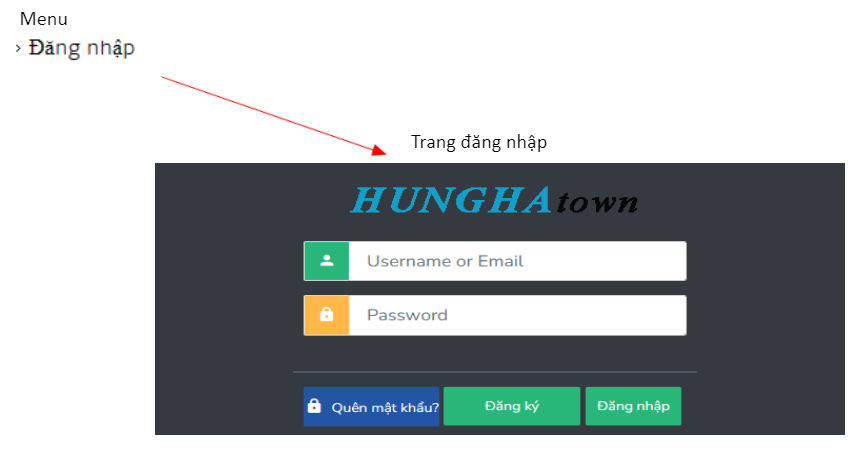 Menu
› Đăng nhập
Trang đăng nhập
HUNGHAtown
Username or Email
Password
Quên mật khẩu? Đăng ký Đăng nhập